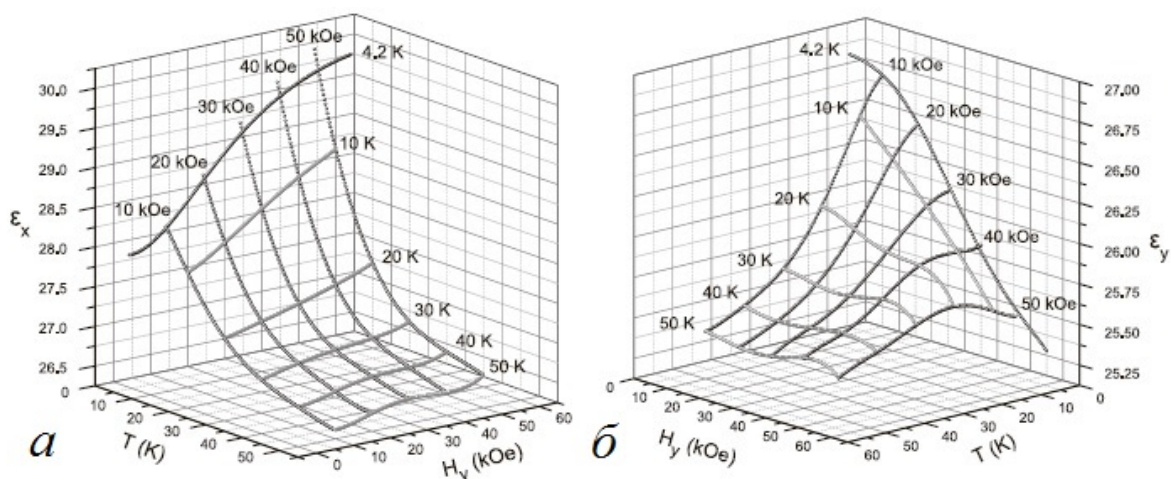 50 kOe
4.2 K
40 kOe
30 kOe
20 kOe
10 kOe
10 K
20 K
30 K
40 K
50 K
30.0
29.5
29.0
28.5
28.0
27.5
27.0
26.5
εx
0
10
20
30
40
50
T (K)
0
10
20
30
40
50
60
Hy (kOe)
а
4.2 K
10 kOe
10 K
20 kOe
20 K
30 kOe
30 K
40 kOe
40 K
50 kOe
50 K
27.00
26.75
26.50
26.25
26.00
25.75
25.50
25.25
εy
0
10
20
30
40
50
60
Hy (kOe)
60
50
40
30
20
10
0
T (K)
б